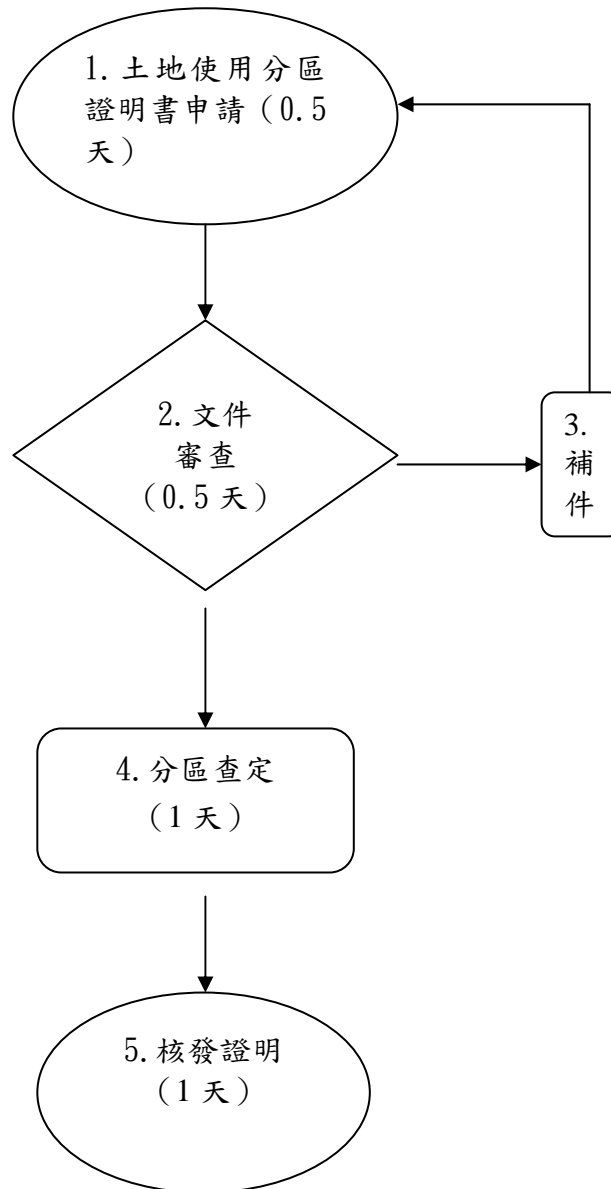 1.土地使用分區
證明書申請（0.5
天）
2.文件
審查
（0.5 天）
3.
補
件
4.分區查定
（1 天）
5.核發證明
（1 天）